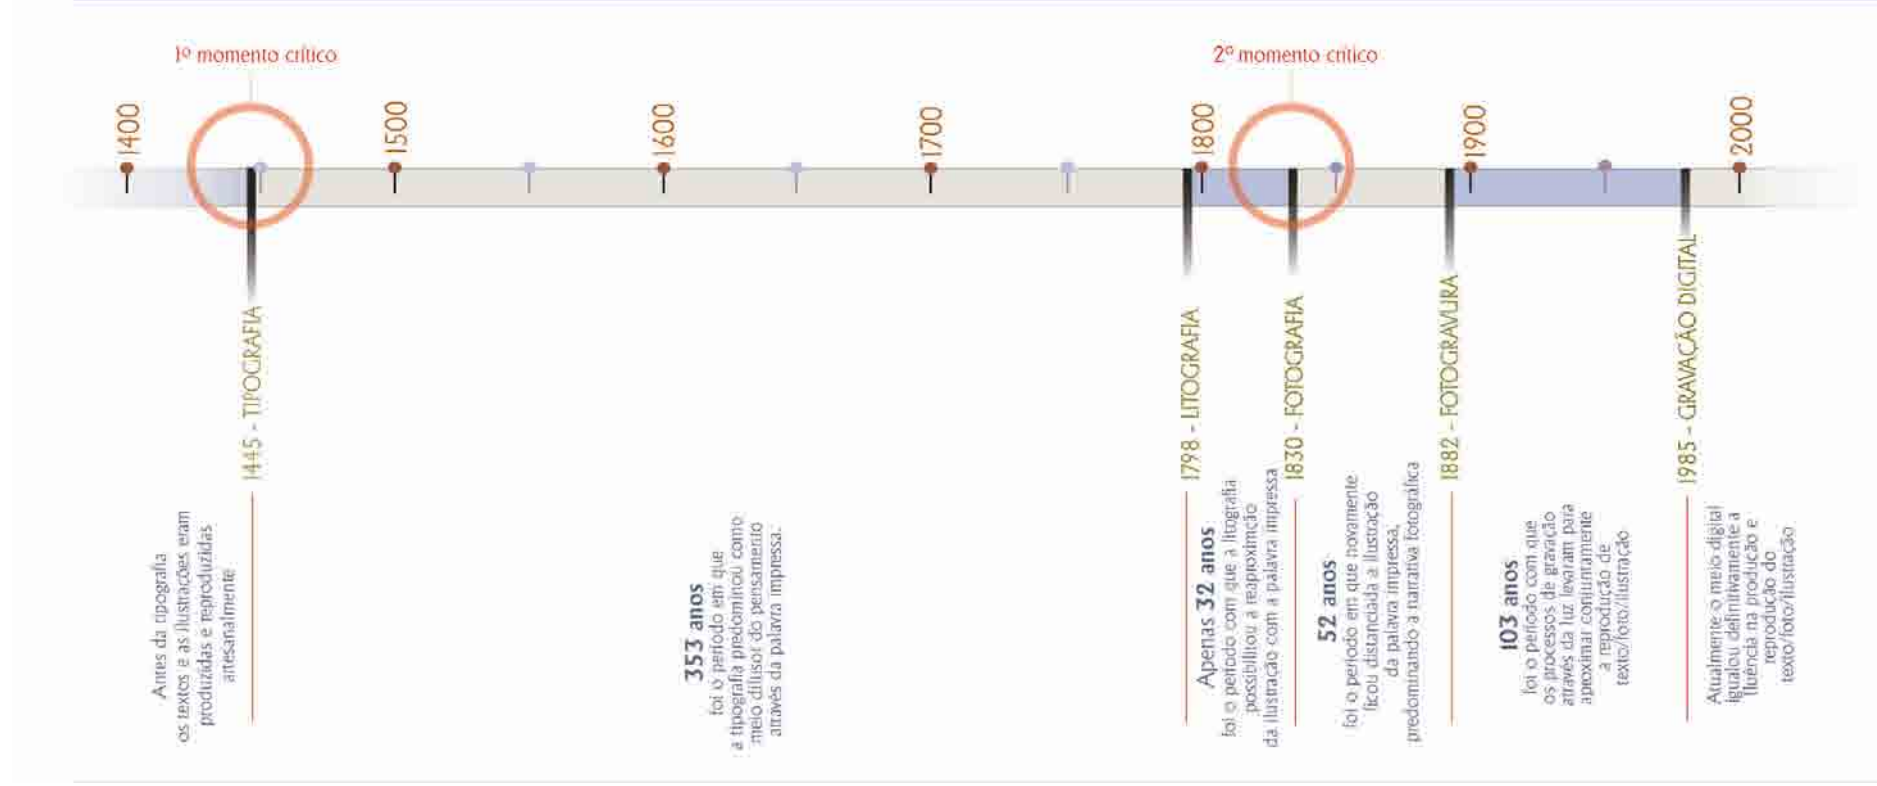 1º momento crítico
2º momento crítico
1400
1500
1600
1700
1800
1900
2000
1445 - TIPOGRAFIA
1798 - LITOGRAFIA
1830 - FOTOGRAFIA
1882 - FOTOGRAVURA
1985 - GRAVAÇÃO DIGITAL
Antes da tipografia
os textos e as ilustrações eram
produzidas e reproduzidas
artesanalmente
353 anos
foi o período em que
a tipografia predominou como
meio difusor do pensamento
através da palavra impressa.
Apenas 32 anos
foi o período com que a litografia
possibilitou a reaproximição
da ilustração com a palavra impressa
52 anos
foi o período em que novamente
ficou distanciada a ilustração
da palavra impressa,
predominando a narrativa fotográfica
103 anos
foi o período com que
os processos de gravação
através da luz levaram para
aproximar conjuntamente
a reprodução de
texto/foto/ilustração
Atualmente o meio digital
igualou definitivamente a
fluência na produção e
reprodução do
texto/foto/ilustração